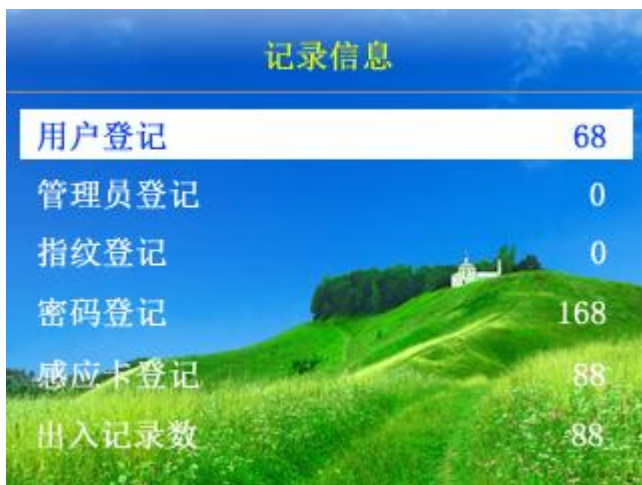 记录信息
用户登记 68
管理员登记 0
指纹登记 0
密码登记 168
感应卡登记 88
出入记录数 88